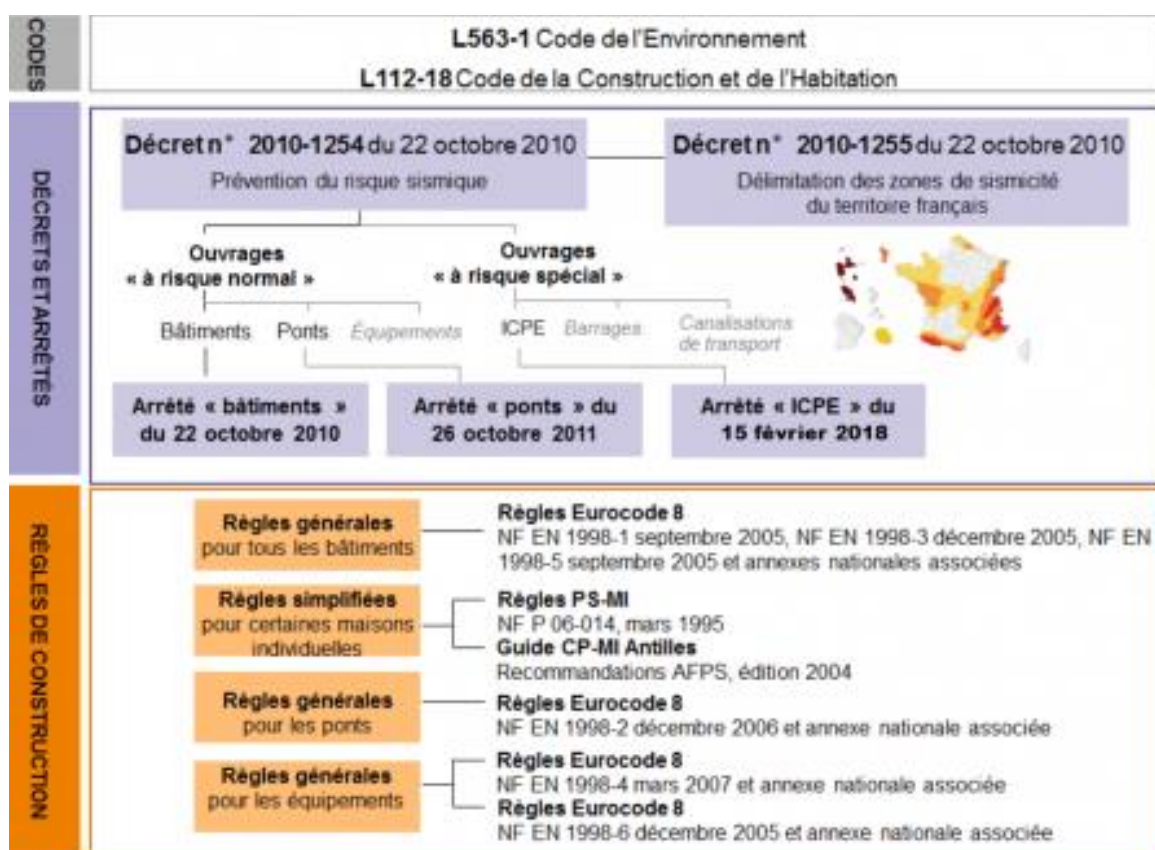 CODES
L563-1 Code de l'Environnement
L112-18 Code de la Construction et de l'Habitation
DÉCRETS ET ARRÊTÉS
Décret n° 2010-1254 du 22 octobre 2010
Prévention du risque sismique
Décret n° 2010-1255 du 22 octobre 2010
Délimitation des zones de sismicité
du territoire français
Ouvrages
« à risque normal »
Ouvrages
« à risque spécial »
Bâtiments
Ponts
Équipements
ICPE
Barrages
Canalisations
de transport
Arrêté « bâtiments »
du 22 octobre 2010
Arrêté « ponts » du
26 octobre 2011
Arrêté « ICPE » du
15 février 2018
RÈGLES DE CONSTRUCTION
Règles générales
pour tous les bâtiments
Règles Eurocode 8
NF EN 1998-1 septembre 2005, NF EN 1998-3 décembre 2005, NF EN
1998-5 septembre 2005 et annexes nationales associées
Règles simplifiées
pour certaines maisons
individuelles
Règles PS-MI
NF P 06-014, mars 1995
Guide CP-MI Antilles
Recommandations AFPS, édition 2004
Règles générales
pour les ponts
Règles Eurocode 8
NF EN 1998-2 décembre 2006 et annexe nationale associée
Règles générales
pour les équipements
Règles Eurocode 8
NF EN 1998-4 mars 2007 et annexe nationale associée
Règles Eurocode 8
NF EN 1998-6 décembre 2005 et annexe nationale associée